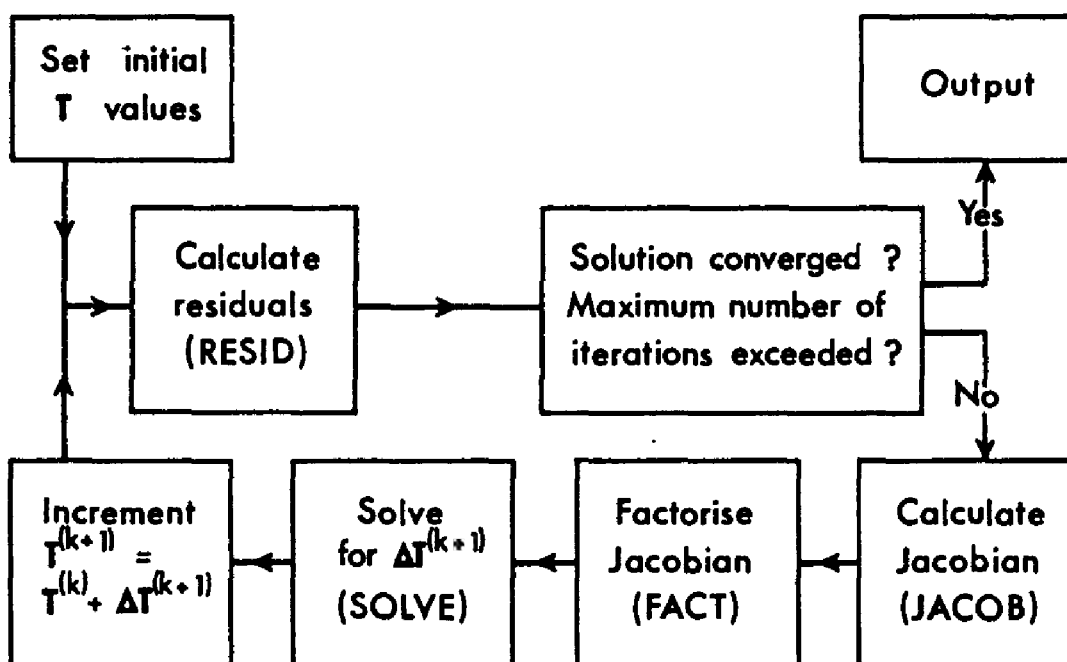 Set initial
T values
Output
Yes
Calculate
residuals
(RESID)
Solution converged ?
Maximum number of
iterations exceeded ?
No
Increment
T^(k+1) =
T^(k) + ΔT^(k+1)
Solve
for ΔT^(k+1)
(SOLVE)
Factorise
Jacobian
(FACT)
Calculate
Jacobian
(JACOB)